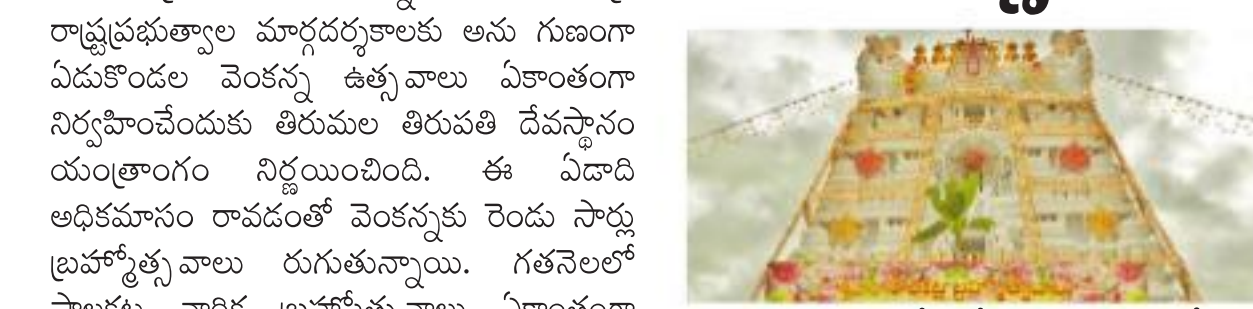 రాష్ట్రప్రభుత్వాల మార్గదర్శకాలకు అను గుణంగా
ఏడుకొండల వెంకన్న ఉత్సవాలు ఏకాంతంగా
నిర్వహించేందుకు తిరుమల తిరుపతి దేవస్థానం
యంత్రాంగం నిర్ణయించింది. ఈ ఏడాది
అధికమాసం రావడంతో వెంకన్నకు రెండు సార్లు
బ్రహ్మోత్సవాలు రుగుతున్నాయి. గతనెలలో